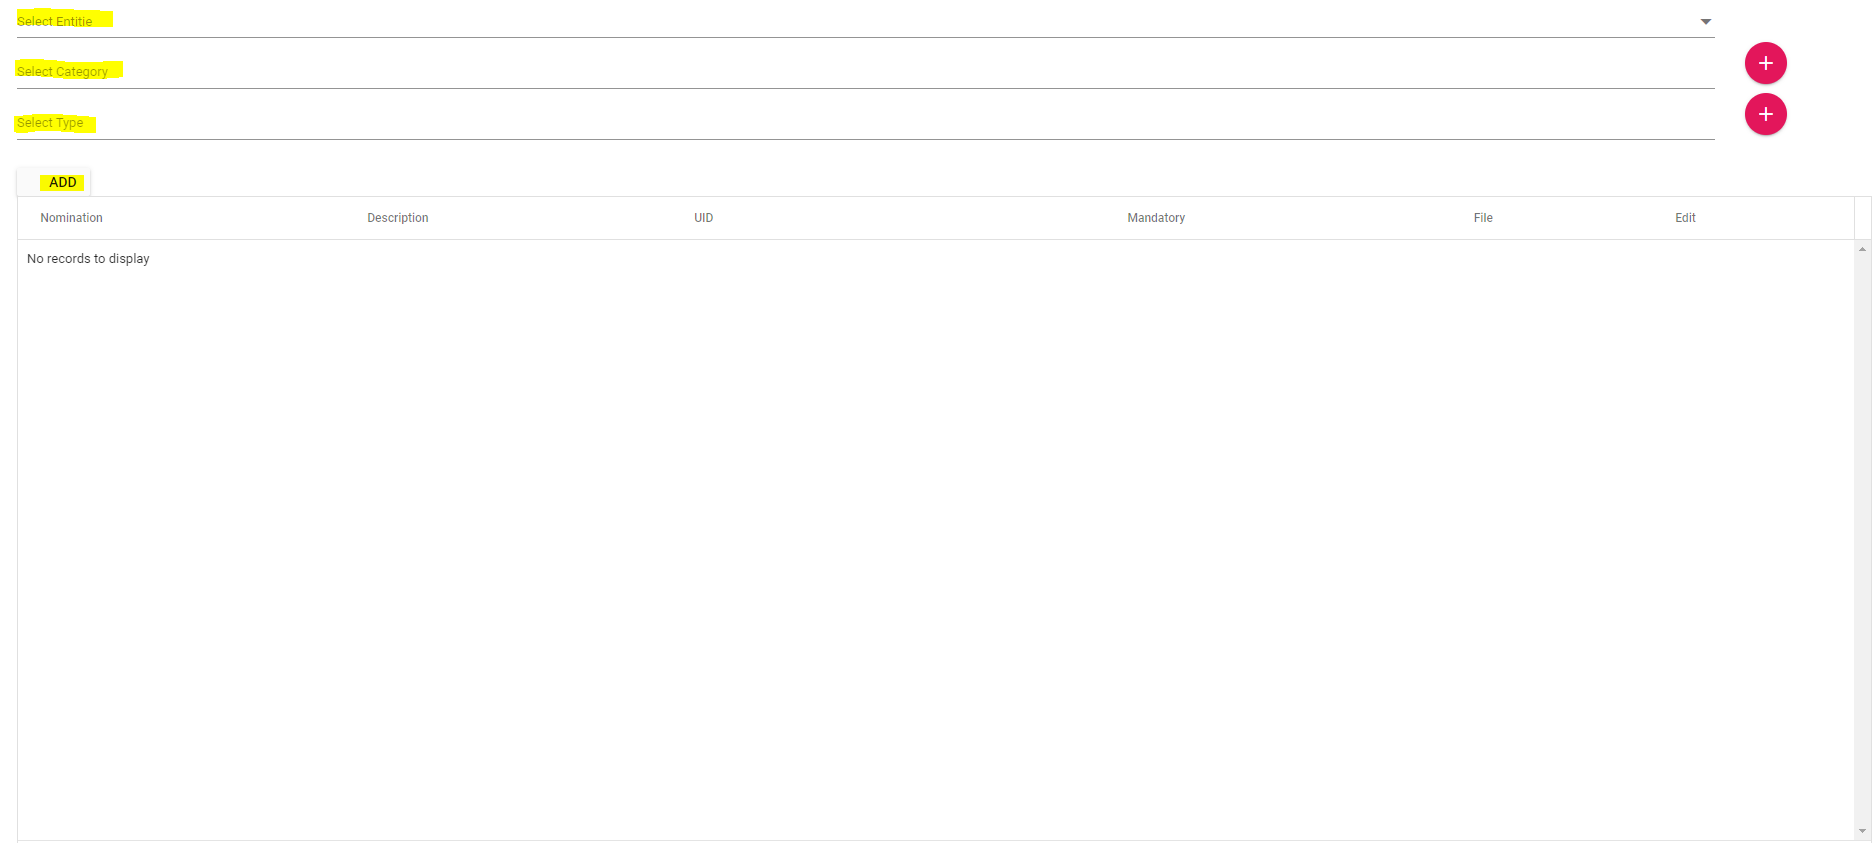 Select Entitie
Select Category
Select Type
ADD
Nomination Description UID Mandatory File Edit
No records to display